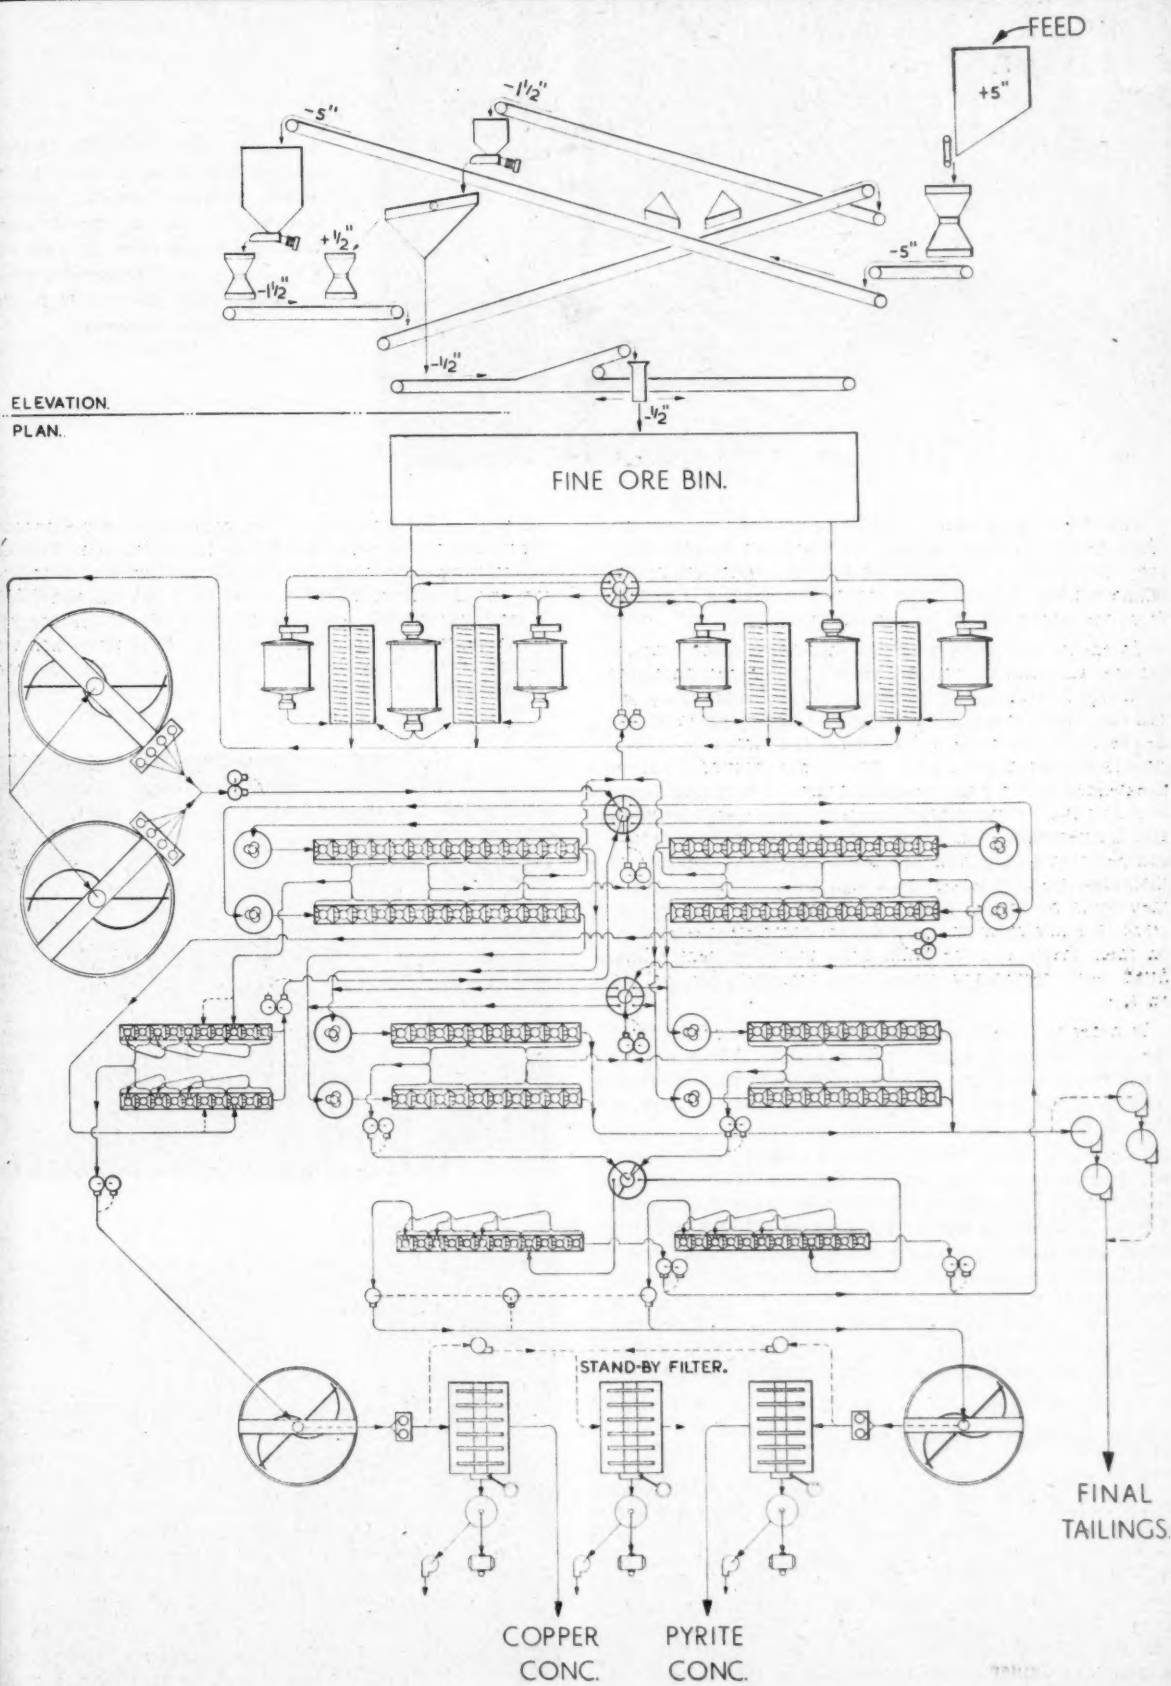 FEED
+5"
-1½"
-5"
-5"
+½"
-1½"
-½"
-½"
ELEVATION.
PLAN.
FINE ORE BIN.
STAND-BY FILTER.
FINAL
TAILINGS.
COPPER
CONC.
PYRITE
CONC.